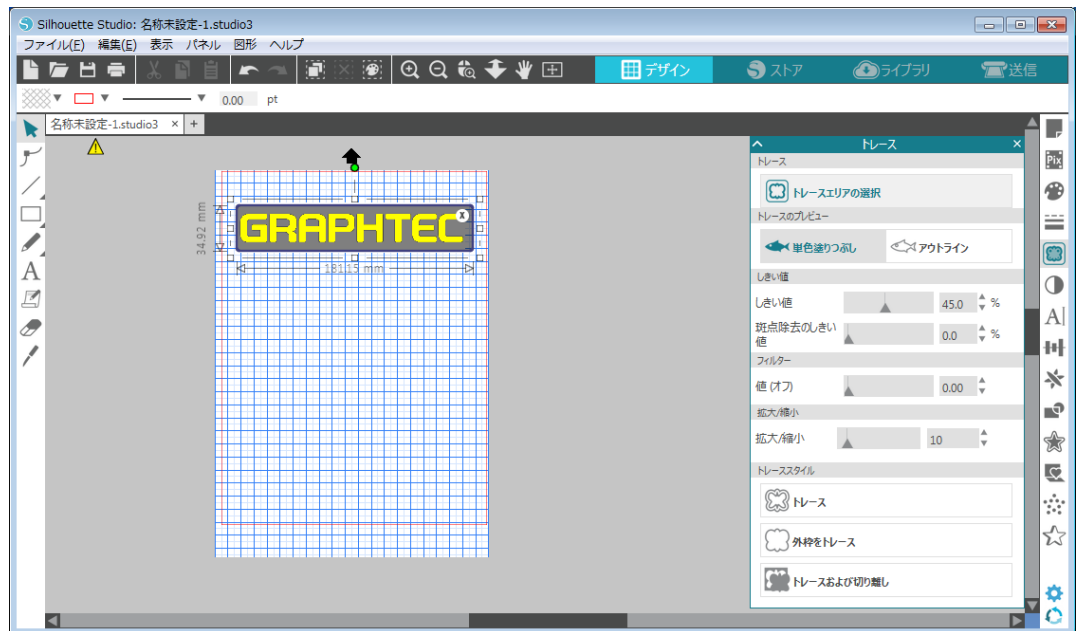 Silhouette Studio: 名称未設定-1.studio3
ファイル(F) 編集(E) 表示 パネル 図形 ヘルプ
デザイン ストア ライブラリ 送信
0.00 pt
名称未設定-1.studio3 × +
トレース
トレース
トレースエリアの選択
トレースのプレビュー
単色塗りつぶし アウトライン
しきい値
しきい値 45.0 %
斑点除去のしきい値 0.0 %
フィルター
値 (オフ) 0.00
拡大/縮小
拡大/縮小 10
トレーススタイル
トレース
外枠をトレース
トレースおよび切り離し
34.92 mm
GRAPHTEC
181.15 mm
A
Pix
A